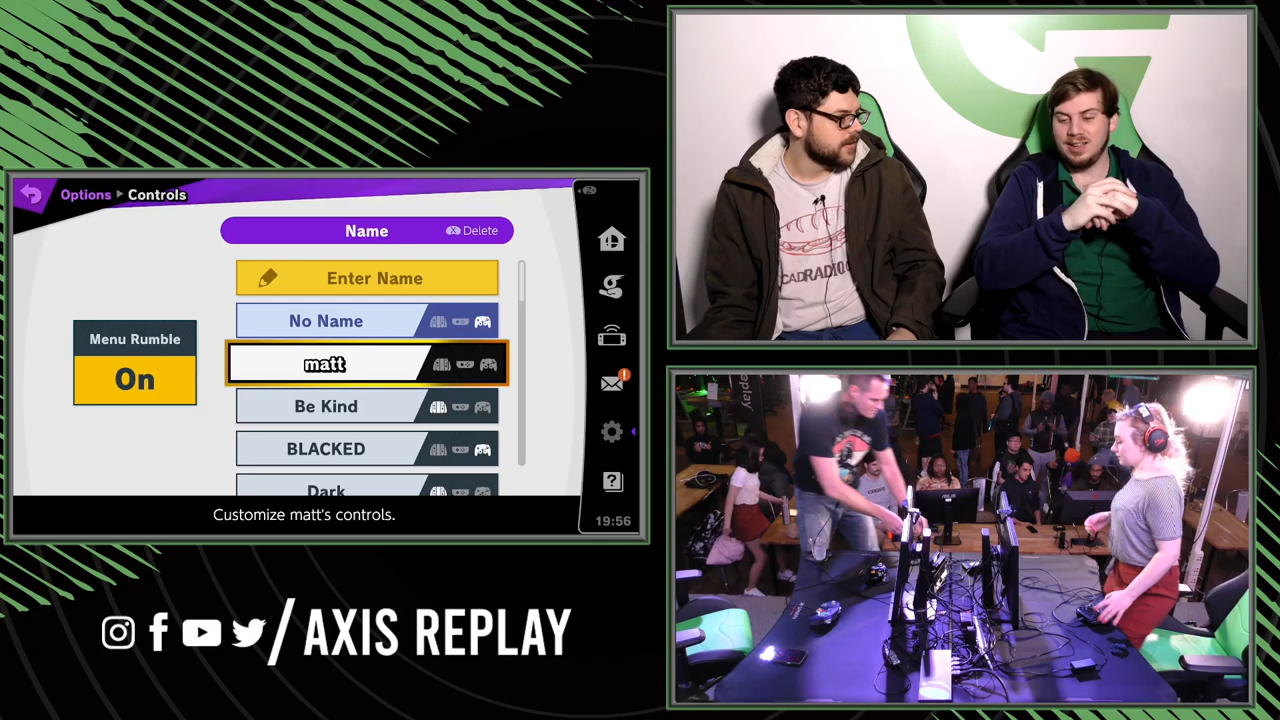 Options ▸ Controls
Name
Delete
Enter Name
No Name
Menu Rumble
On
matt
Be Kind
BLACKED
Dark
Customize matt's controls.
19:56
/AXIS REPLAY